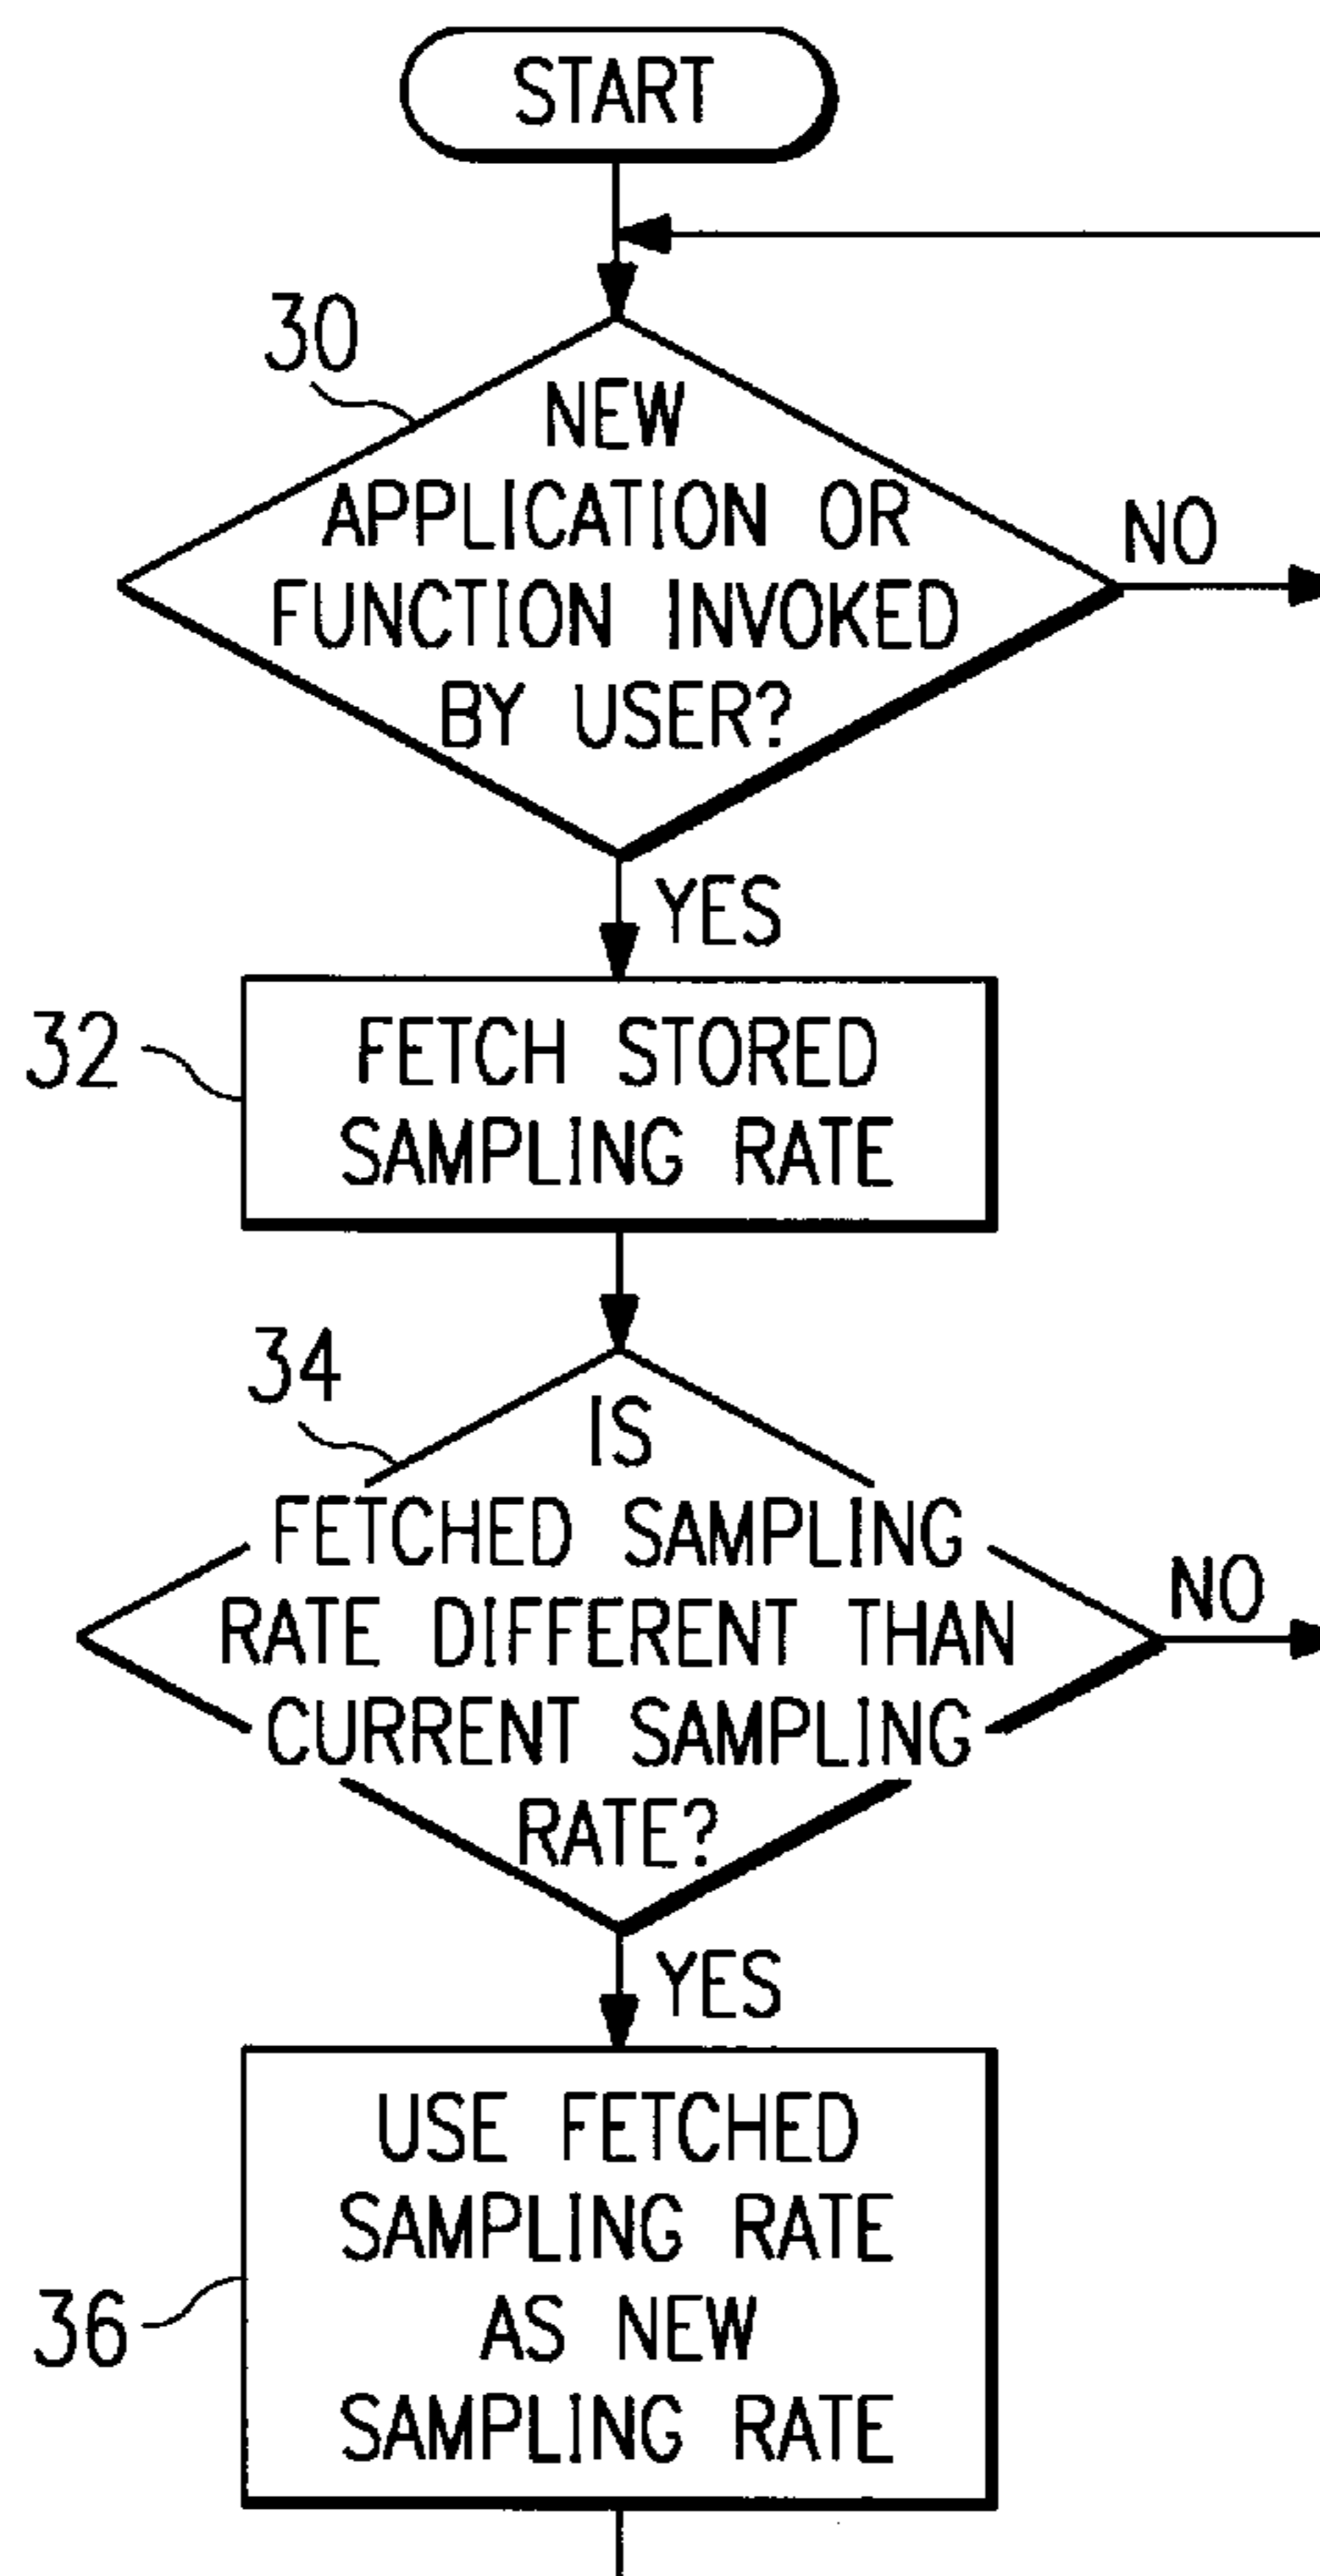 START
30
NEW
APPLICATION OR
FUNCTION INVOKED
BY USER?
NO
YES
32
FETCH STORED
SAMPLING RATE
34
IS
FETCHED SAMPLING
RATE DIFFERENT THAN
CURRENT SAMPLING
RATE?
NO
YES
36
USE FETCHED
SAMPLING RATE
AS NEW
SAMPLING RATE